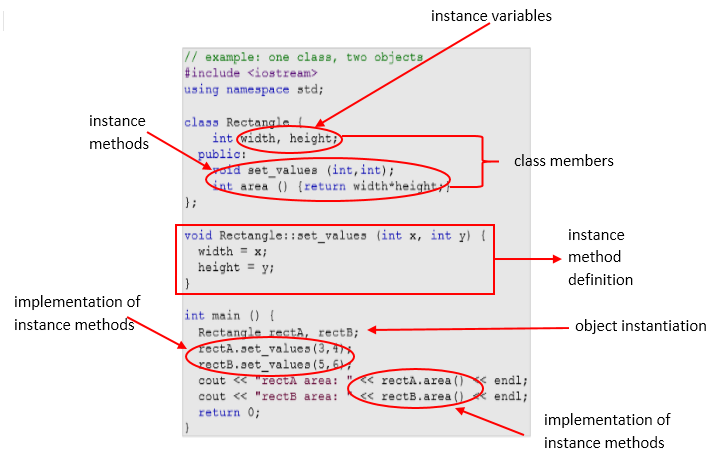 instance variables
// example: one class, two objects
#include <iostream>
using namespace std;
class Rectangle {
int width, height;
public:
void set_values (int,int);
int area () {return width*height;}
};
instance
methods
class members
void Rectangle::set_values (int x, int y) {
width = x;
height = y;
}
instance
method
definition
int main () {
Rectangle rectA, rectB;
rectA.set_values(3,4);
rectB.set_values(5,6);
cout << "rectA area: " << rectA.area() << endl;
cout << "rectB area: " << rectB.area() << endl;
return 0;
}
implementation of
instance methods
object instantiation
implementation of
instance methods